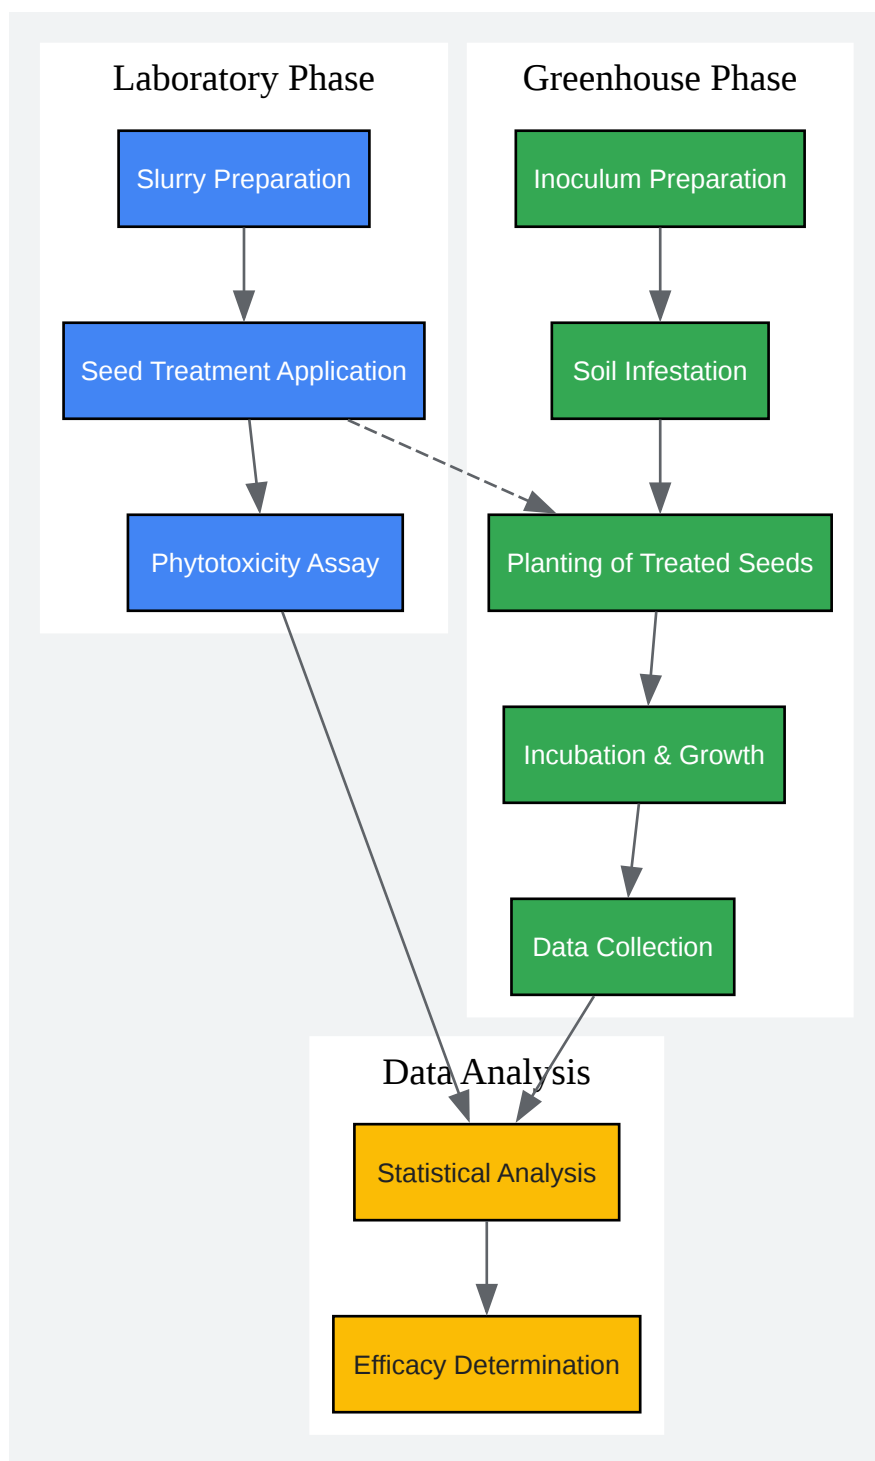 Laboratory Phase
Slurry Preparation
Seed Treatment Application
Phytotoxicity Assay
Greenhouse Phase
Inoculum Preparation
Soil Infestation
Planting of Treated Seeds
Incubation & Growth
Data Collection
Data Analysis
Statistical Analysis
Efficacy Determination